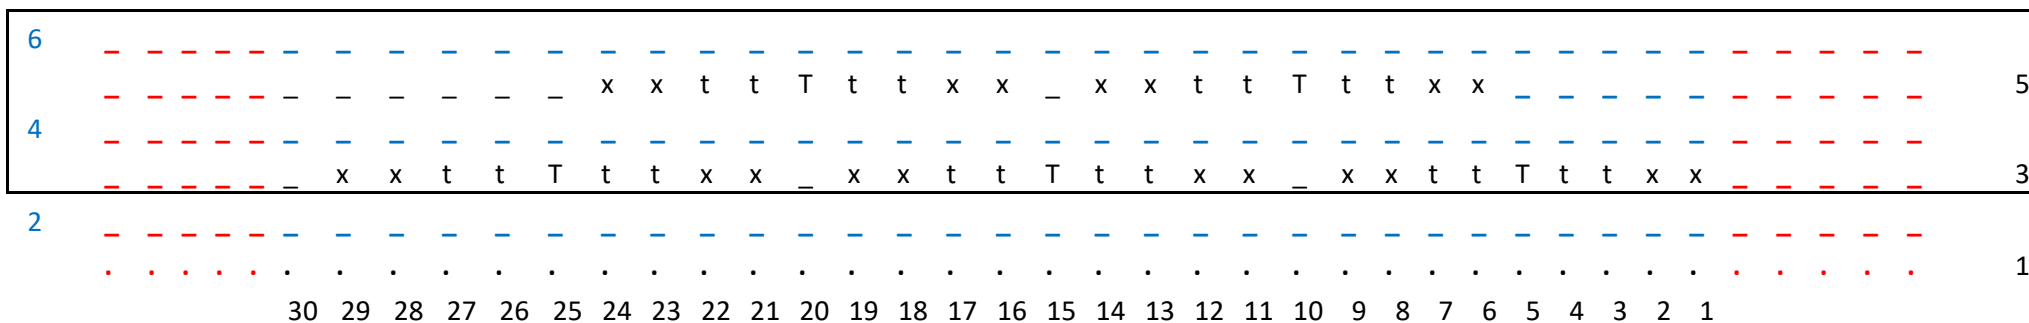 6 _ _ _ _ _ _ _ _ _ _ _ _ _ _ _ _ _ _ _ _ _ _ _ _ _ _ _ _ _ _ _ _ _ _ _ _ _ _ _ _
_ _ _ _ _ _ _ _ _ _ _ x x t t T t t x x _ x x t t T t t x x _ _ _ _ _ _ _ _ _ _ 5
4 _ _ _ _ _ _ _ _ _ _ _ _ _ _ _ _ _ _ _ _ _ _ _ _ _ _ _ _ _ _ _ _ _ _ _ _ _ _ _ _
_ _ _ _ _ _ x x t t T t t x x _ x x t t T t t x x _ x x t t T t t x x _ _ _ _ _ 3
2 _ _ _ _ _ _ _ _ _ _ _ _ _ _ _ _ _ _ _ _ _ _ _ _ _ _ _ _ _ _ _ _ _ _ _ _ _ _ _ _
. . . . . . . . . . . . . . . . . . . . . . . . . . . . . . . . . . . . . . . . 1
30 29 28 27 26 25 24 23 22 21 20 19 18 17 16 15 14 13 12 11 10 9 8 7 6 5 4 3 2 1